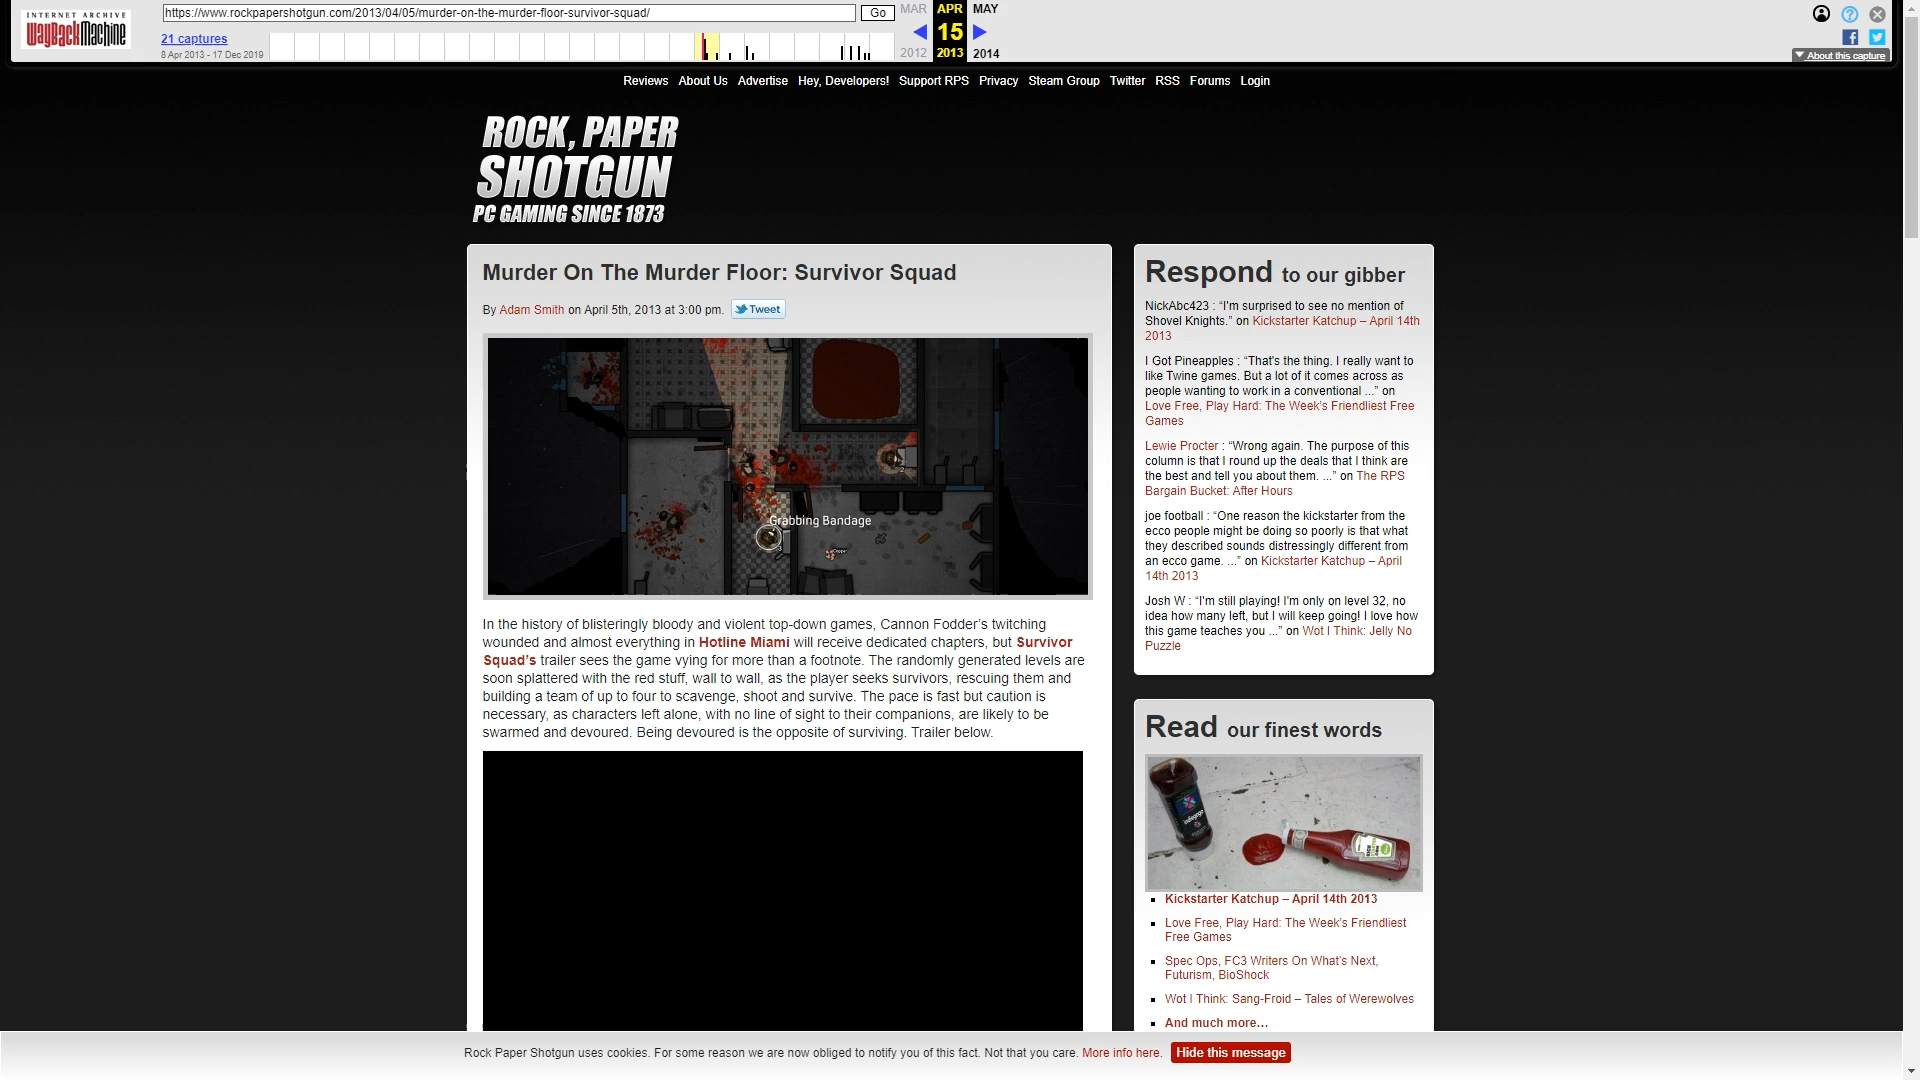 INTERNET ARCHIVE
WayBackMachine
https://www.rockpapershotgun.com/2013/04/05/murder-on-the-murder-floor-survivor-squad/
Go
MAR APR MAY
21 captures
15
8 Apr 2013 - 17 Dec 2019
2012 2013 2014
About this capture
Reviews About Us Advertise Hey, Developers! Support RPS Privacy Steam Group Twitter RSS Forums Login
ROCK, PAPER
SHOTGUN
PC GAMING SINCE 1873
Murder On The Murder Floor: Survivor Squad
By Adam Smith on April 5th, 2013 at 3:00 pm.
Tweet
Grabbing Bandage
In the history of blisteringly bloody and violent top-down games, Cannon Fodder’s twitching
wounded and almost everything in Hotline Miami will receive dedicated chapters, but Survivor
Squad’s trailer sees the game vying for more than a footnote. The randomly generated levels are
soon splattered with the red stuff, wall to wall, as the player seeks survivors, rescuing them and
building a team of up to four to scavenge, shoot and survive. The pace is fast but caution is
necessary, as characters left alone, with no line of sight to their companions, are likely to be
swarmed and devoured. Being devoured is the opposite of surviving. Trailer below.
Respond to our gibber
NickAbc423 : “I'm surprised to see no mention of
Shovel Knights.” on Kickstarter Katchup – April 14th
2013
I Got Pineapples : “That's the thing. I really want to
like Twine games. But a lot of it comes across as
people wanting to work in a conventional ...” on
Love Free, Play Hard: The Week’s Friendliest Free
Games
Lewie Procter : “Wrong again. The purpose of this
column is that I round up the deals that I think are
the best and tell you about them. ...” on The RPS
Bargain Bucket: After Hours
joe football : “One reason the kickstarter from the
ecco people might be doing so poorly is that what
they described sounds distressingly different from
an ecco game. ...” on Kickstarter Katchup – April
14th 2013
Josh W : “I'm still playing! I'm only on level 32, no
idea how many left, but I will keep going! I love how
this game teaches you ...” on Wot I Think: Jelly No
Puzzle
Read our finest words
Kickstarter Katchup – April 14th 2013
Love Free, Play Hard: The Week’s Friendliest
Free Games
Spec Ops, FC3 Writers On What’s Next,
Futurism, BioShock
Wot I Think: Sang-Froid – Tales of Werewolves
And much more…
Rock Paper Shotgun uses cookies. For some reason we are now obliged to notify you of this fact. Not that you care. More info here.
Hide this message